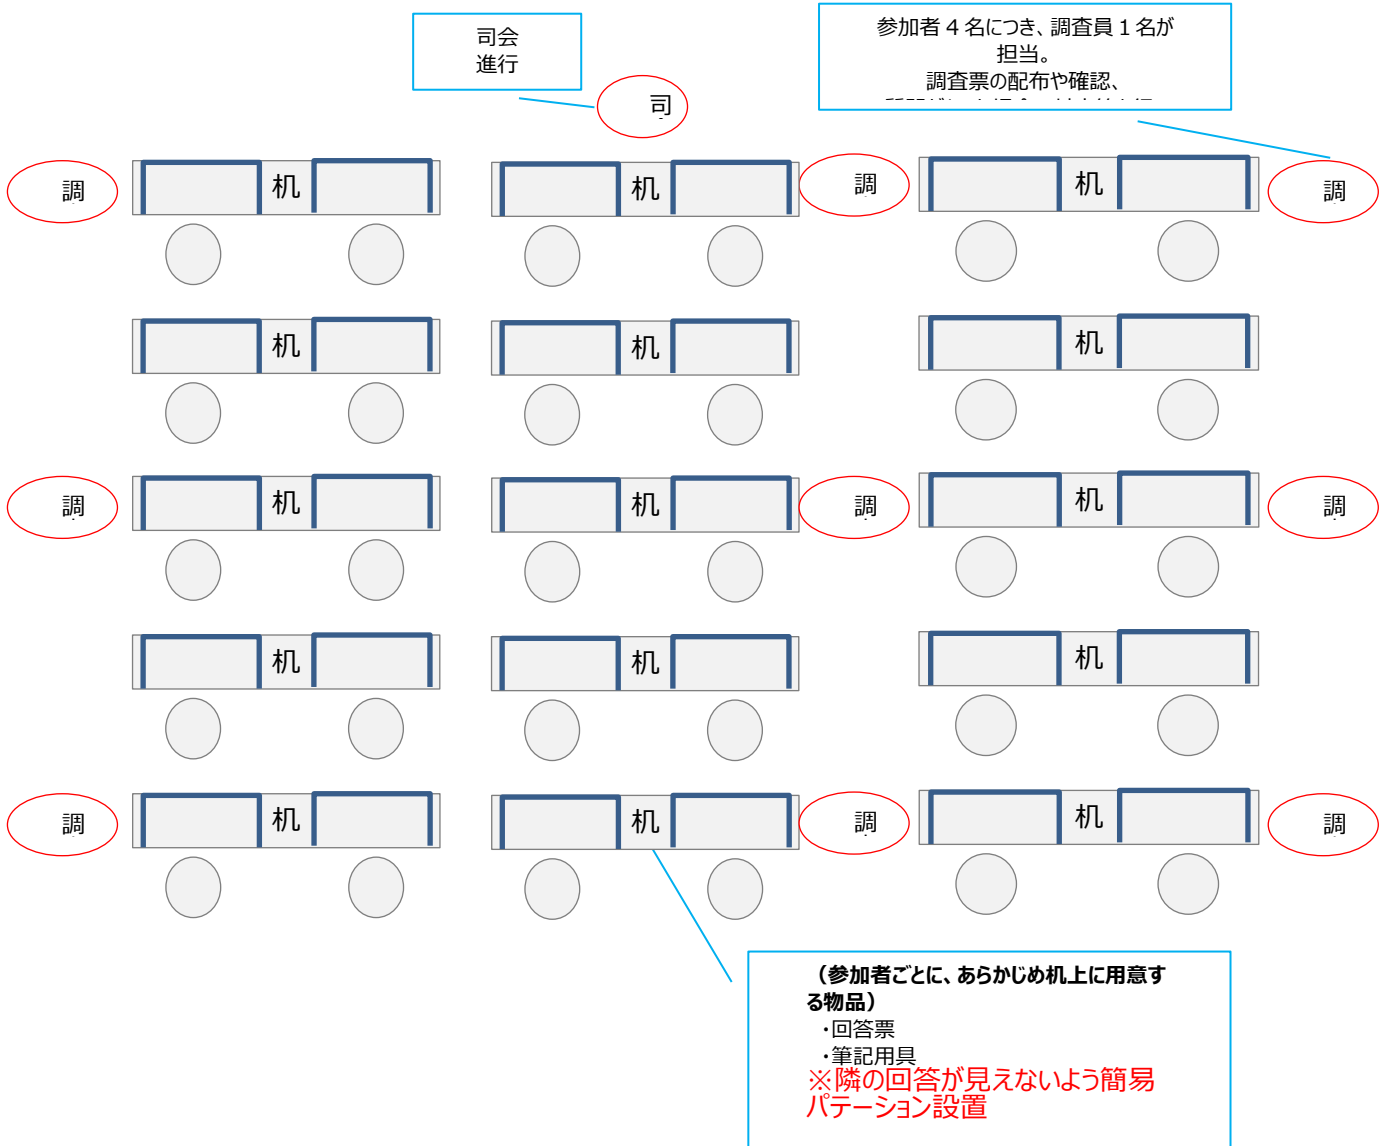 司会
進行
参加者 4 名につき、調査員 1 名が
担当。
調査票の配布や確認、
司
調
机
机
調
机
調
机
机
机
調
机
机
調
机
調
机
机
机
調
机
机
調
机
調
(参加者ごとに、あらかじめ机上に用意す
る物品)
・回答票
・筆記用具
※隣の回答が見えないよう簡易
パテーション設置